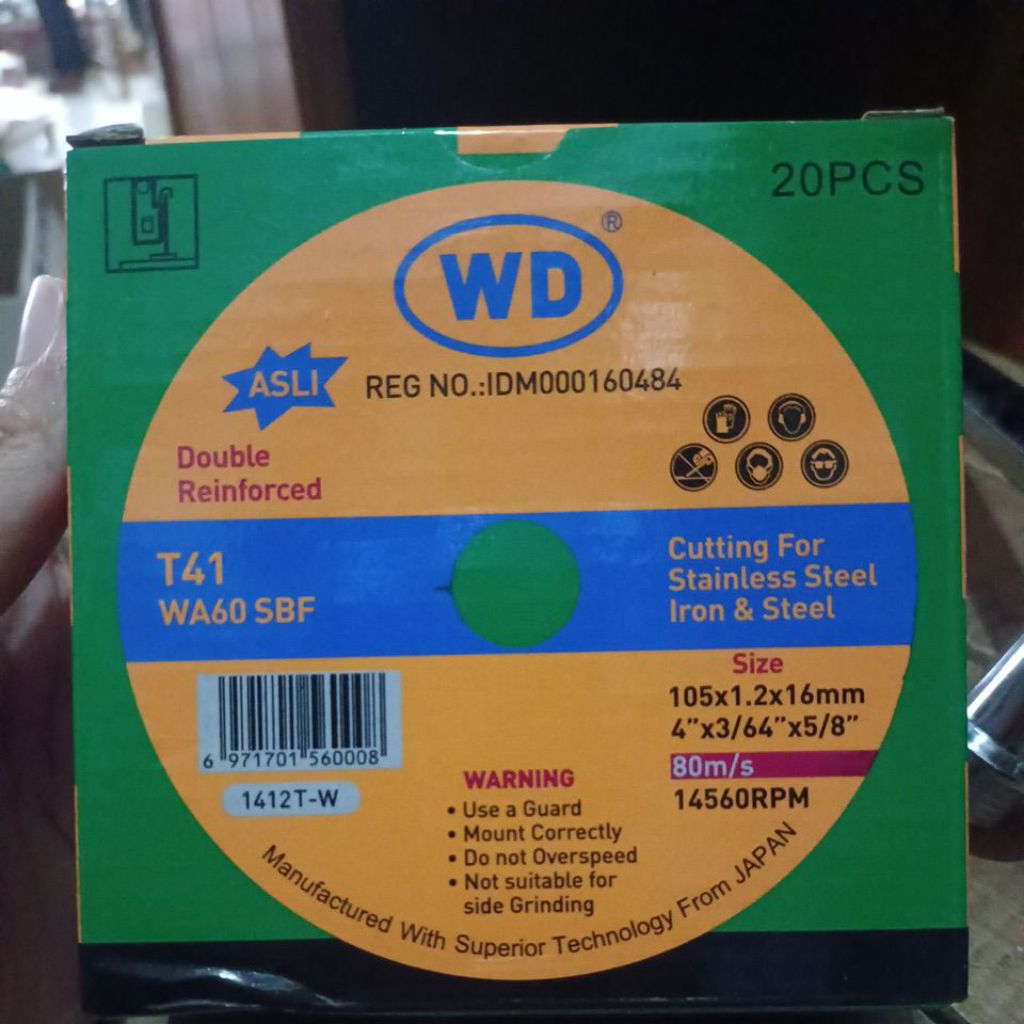 20PCS
WD®
ASLI
REG NO.:IDM000160484
Double
Reinforced
T41
WA60 SBF
Cutting For
Stainless Steel
Iron & Steel
Size
105x1.2x16mm
4”x3/64”x5/8”
80m/s
14560RPM
6 971701 560008
1412T-W
WARNING
• Use a Guard
• Mount Correctly
• Do not Overspeed
• Not suitable for
side Grinding
Manufactured With Superior Technology From JAPAN